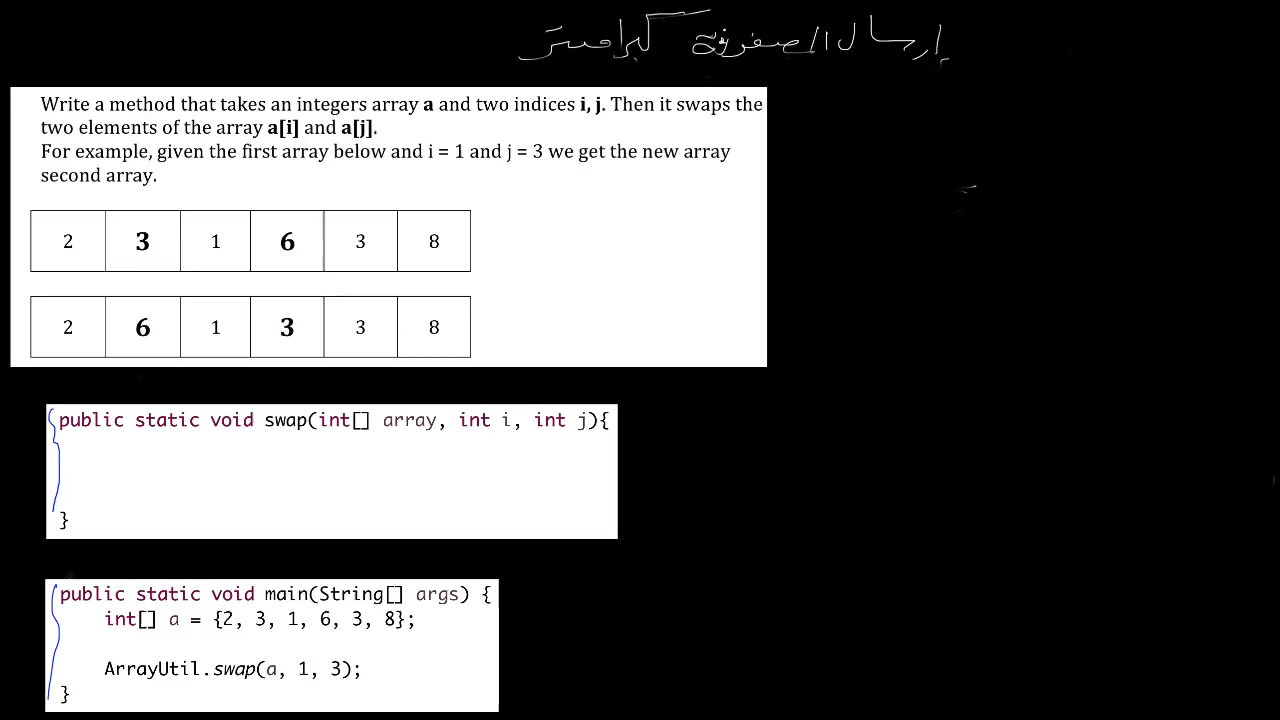 إرسال المصفوفة كبرامتر
Write a method that takes an integers array a and two indices i, j. Then it swaps the
two elements of the array a[i] and a[j].
For example, given the first array below and i = 1 and j = 3 we get the new array
second array.
2 3 1 6 3 8
2 6 1 3 3 8
public static void swap(int[] array, int i, int j){
}
public static void main(String[] args) {
int[] a = {2, 3, 1, 6, 3, 8};
ArrayUtil.swap(a, 1, 3);
}